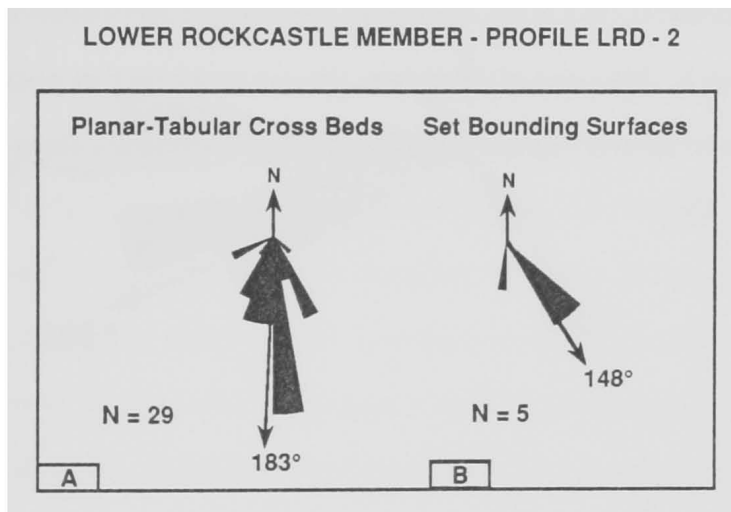 LOWER ROCKCASTLE MEMBER - PROFILE LRD - 2
Planar-Tabular Cross Beds
Set Bounding Surfaces
N
N
148°
N = 29
N = 5
183°
A
B